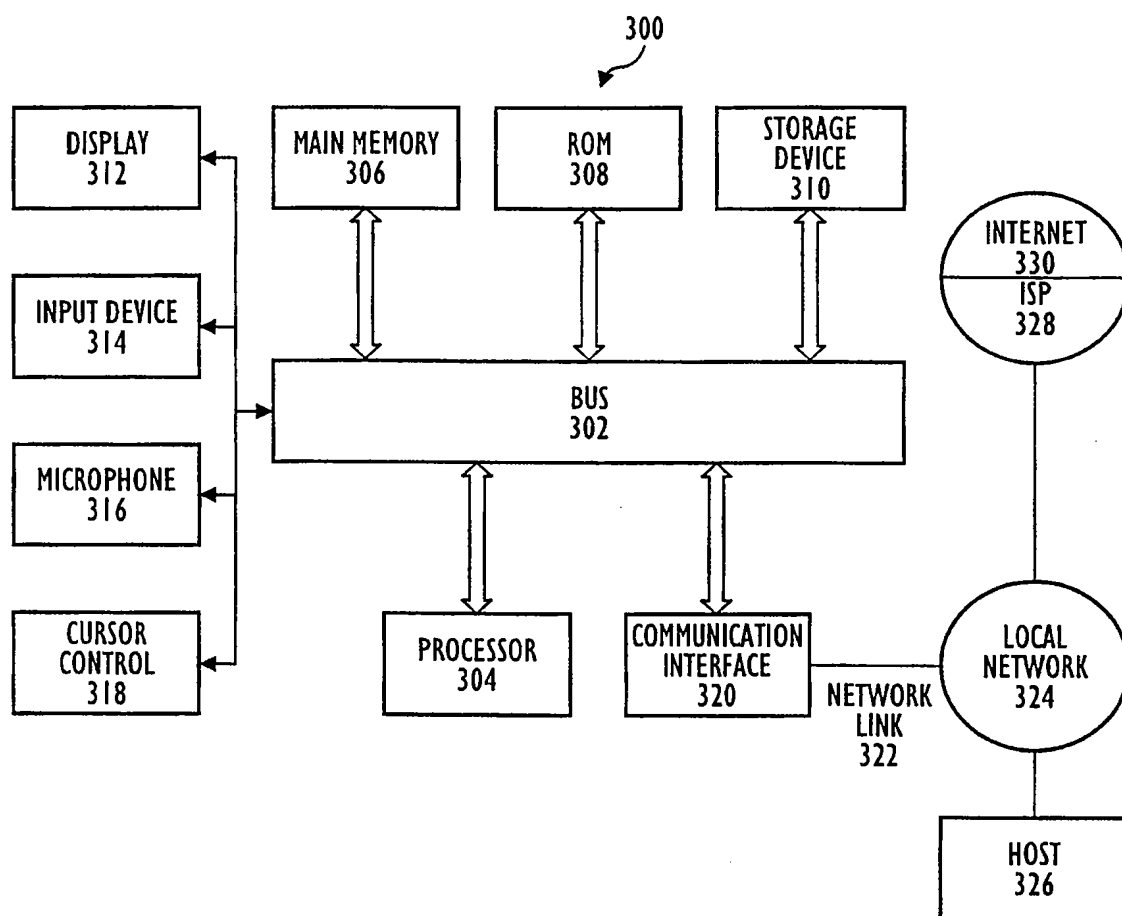 300
DISPLAY
312
MAIN MEMORY
306
ROM
308
STORAGE
DEVICE
310
INTERNET
330
ISP
328
INPUT DEVICE
314
BUS
302
MICROPHONE
316
CURSOR
CONTROL
318
PROCESSOR
304
COMMUNICATION
INTERFACE
320
NETWORK
LINK
322
LOCAL
NETWORK
324
HOST
326